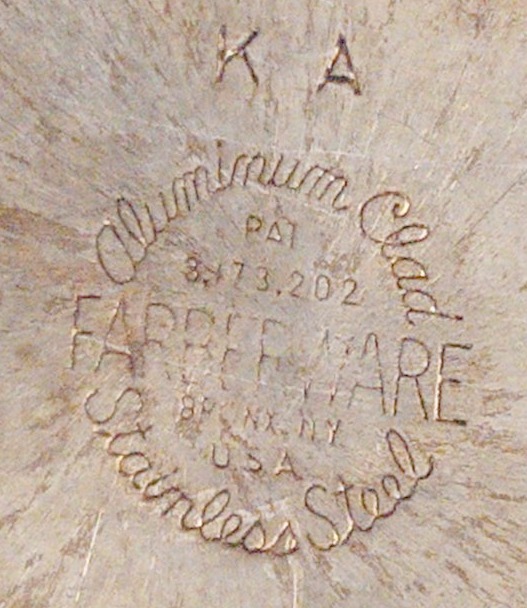 K A
Aluminum Clad
PAT
3,173,202
FARBERWARE
BRONX, N.Y.
U S A
Stainless Steel